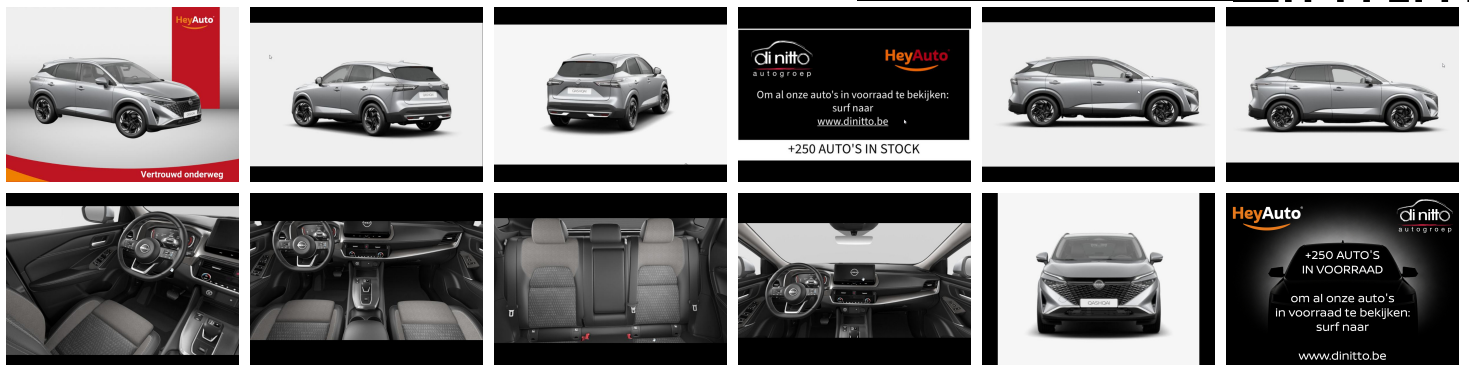 HeyAuto
Vertrouwd onderweg
QASHQAI
di nitto
autogroep
HeyAuto
Om al onze auto's in voorraad te bekijken:
surf naar
www.dinitto.be
+250 AUTO'S IN STOCK
QASHQAI
HeyAuto
di nitto
autogroep
+250 AUTO'S
IN VOORRAAD
om al onze auto's
in voorraad te bekijken:
surf naar
www.dinitto.be